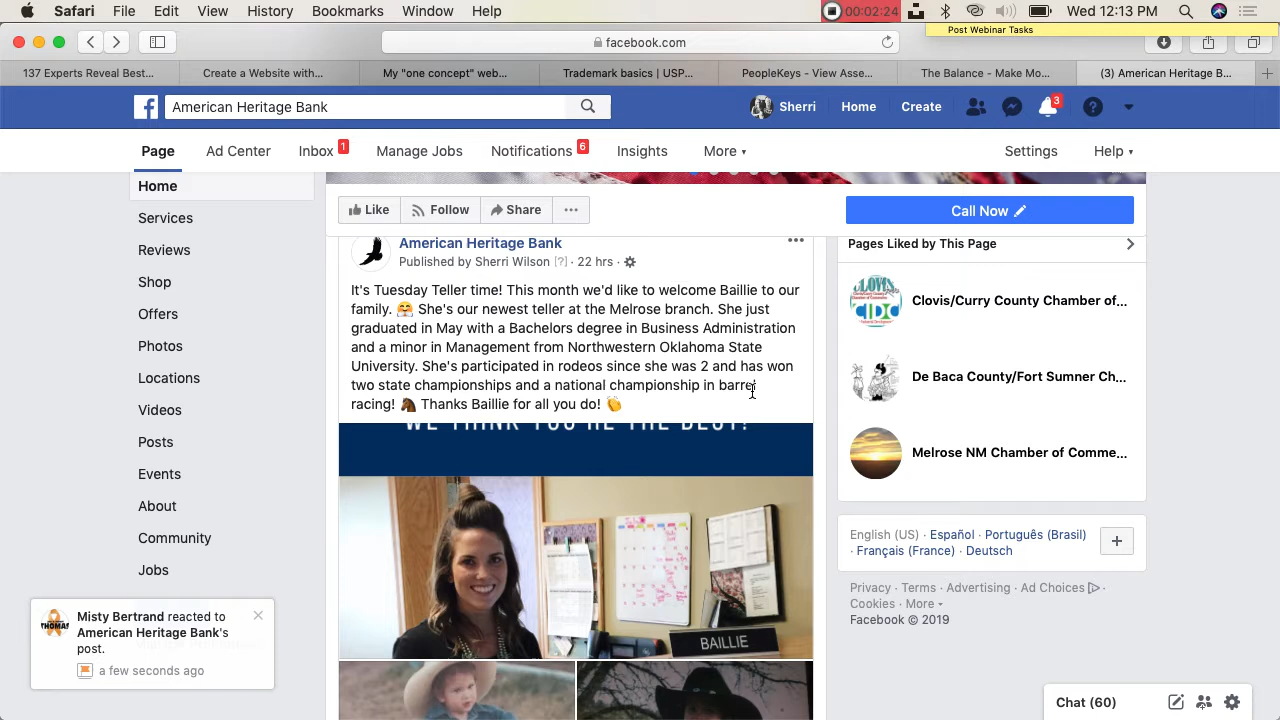 Safari File Edit View History Bookmarks Window Help 00:02:24 Wed 12:13 PM
Post Webinar Tasks
facebook.com
137 Experts Reveal Best... Create a Website with... My "one concept" web... Trademark basics | USP... PeopleKeys - View Asse... The Balance - Make Mo... (3) American Heritage B...
American Heritage Bank Sherri Home Create 3
Page Ad Center Inbox 1 Manage Jobs Notifications 6 Insights More Settings Help
Home
Services
Reviews
Shop
Offers
Photos
Locations
Videos
Posts
Events
About
Community
Jobs
Like Follow Share ... Call Now
American Heritage Bank
Published by Sherri Wilson [?] · 22 hrs ·
It's Tuesday Teller time! This month we'd like to welcome Baillie to our
family. 🤗 She's our newest teller at the Melrose branch. She just
graduated in May with a Bachelors degree in Business Administration
and a minor in Management from Northwestern Oklahoma State
University. She's participated in rodeos since she was 2 and has won
two state championships and a national championship in barrel
racing! 🐴 Thanks Baillie for all you do! 👏
WE THINK YOU'RE THE BEST!
BAILLIE
Pages Liked by This Page
Clovis/Curry County Chamber of...
De Baca County/Fort Sumner Ch...
Melrose NM Chamber of Comme...
English (US) · Español · Português (Brasil)
· Français (France) · Deutsch
Privacy · Terms · Advertising · Ad Choices ·
Cookies · More
Facebook © 2019
THOMAS
Misty Bertrand reacted to
American Heritage Bank's
post.
a few seconds ago
Chat (60)